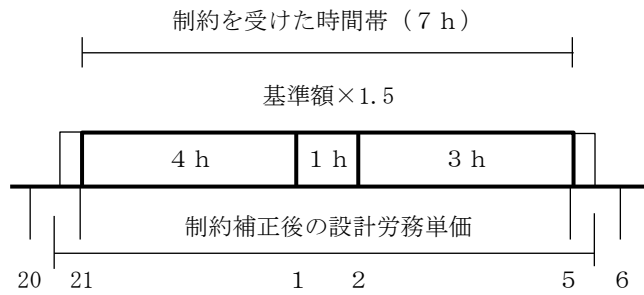 制約を受けた時間帯（７ｈ）
基準額×1.5
４ｈ １ｈ ３ｈ
制約補正後の設計労務単価
20 21 1 2 5 6